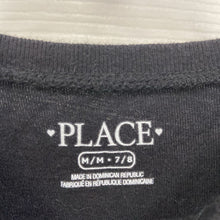 PLACE
M/M • 7/8
MADE IN DOMINICAN REPUBLIC
FABRIQUÉ EN RÉPUBLIQUE DOMINICAINE